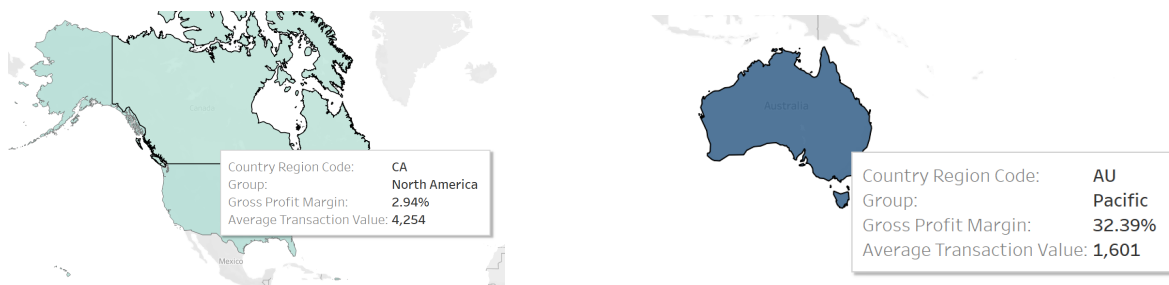 Canada
Country Region Code: CA
Group: North America
Gross Profit Margin: 2.94%
Average Transaction Value: 4,254
Mexico
Australia
Country Region Code: AU
Group: Pacific
Gross Profit Margin: 32.39%
Average Transaction Value: 1,601